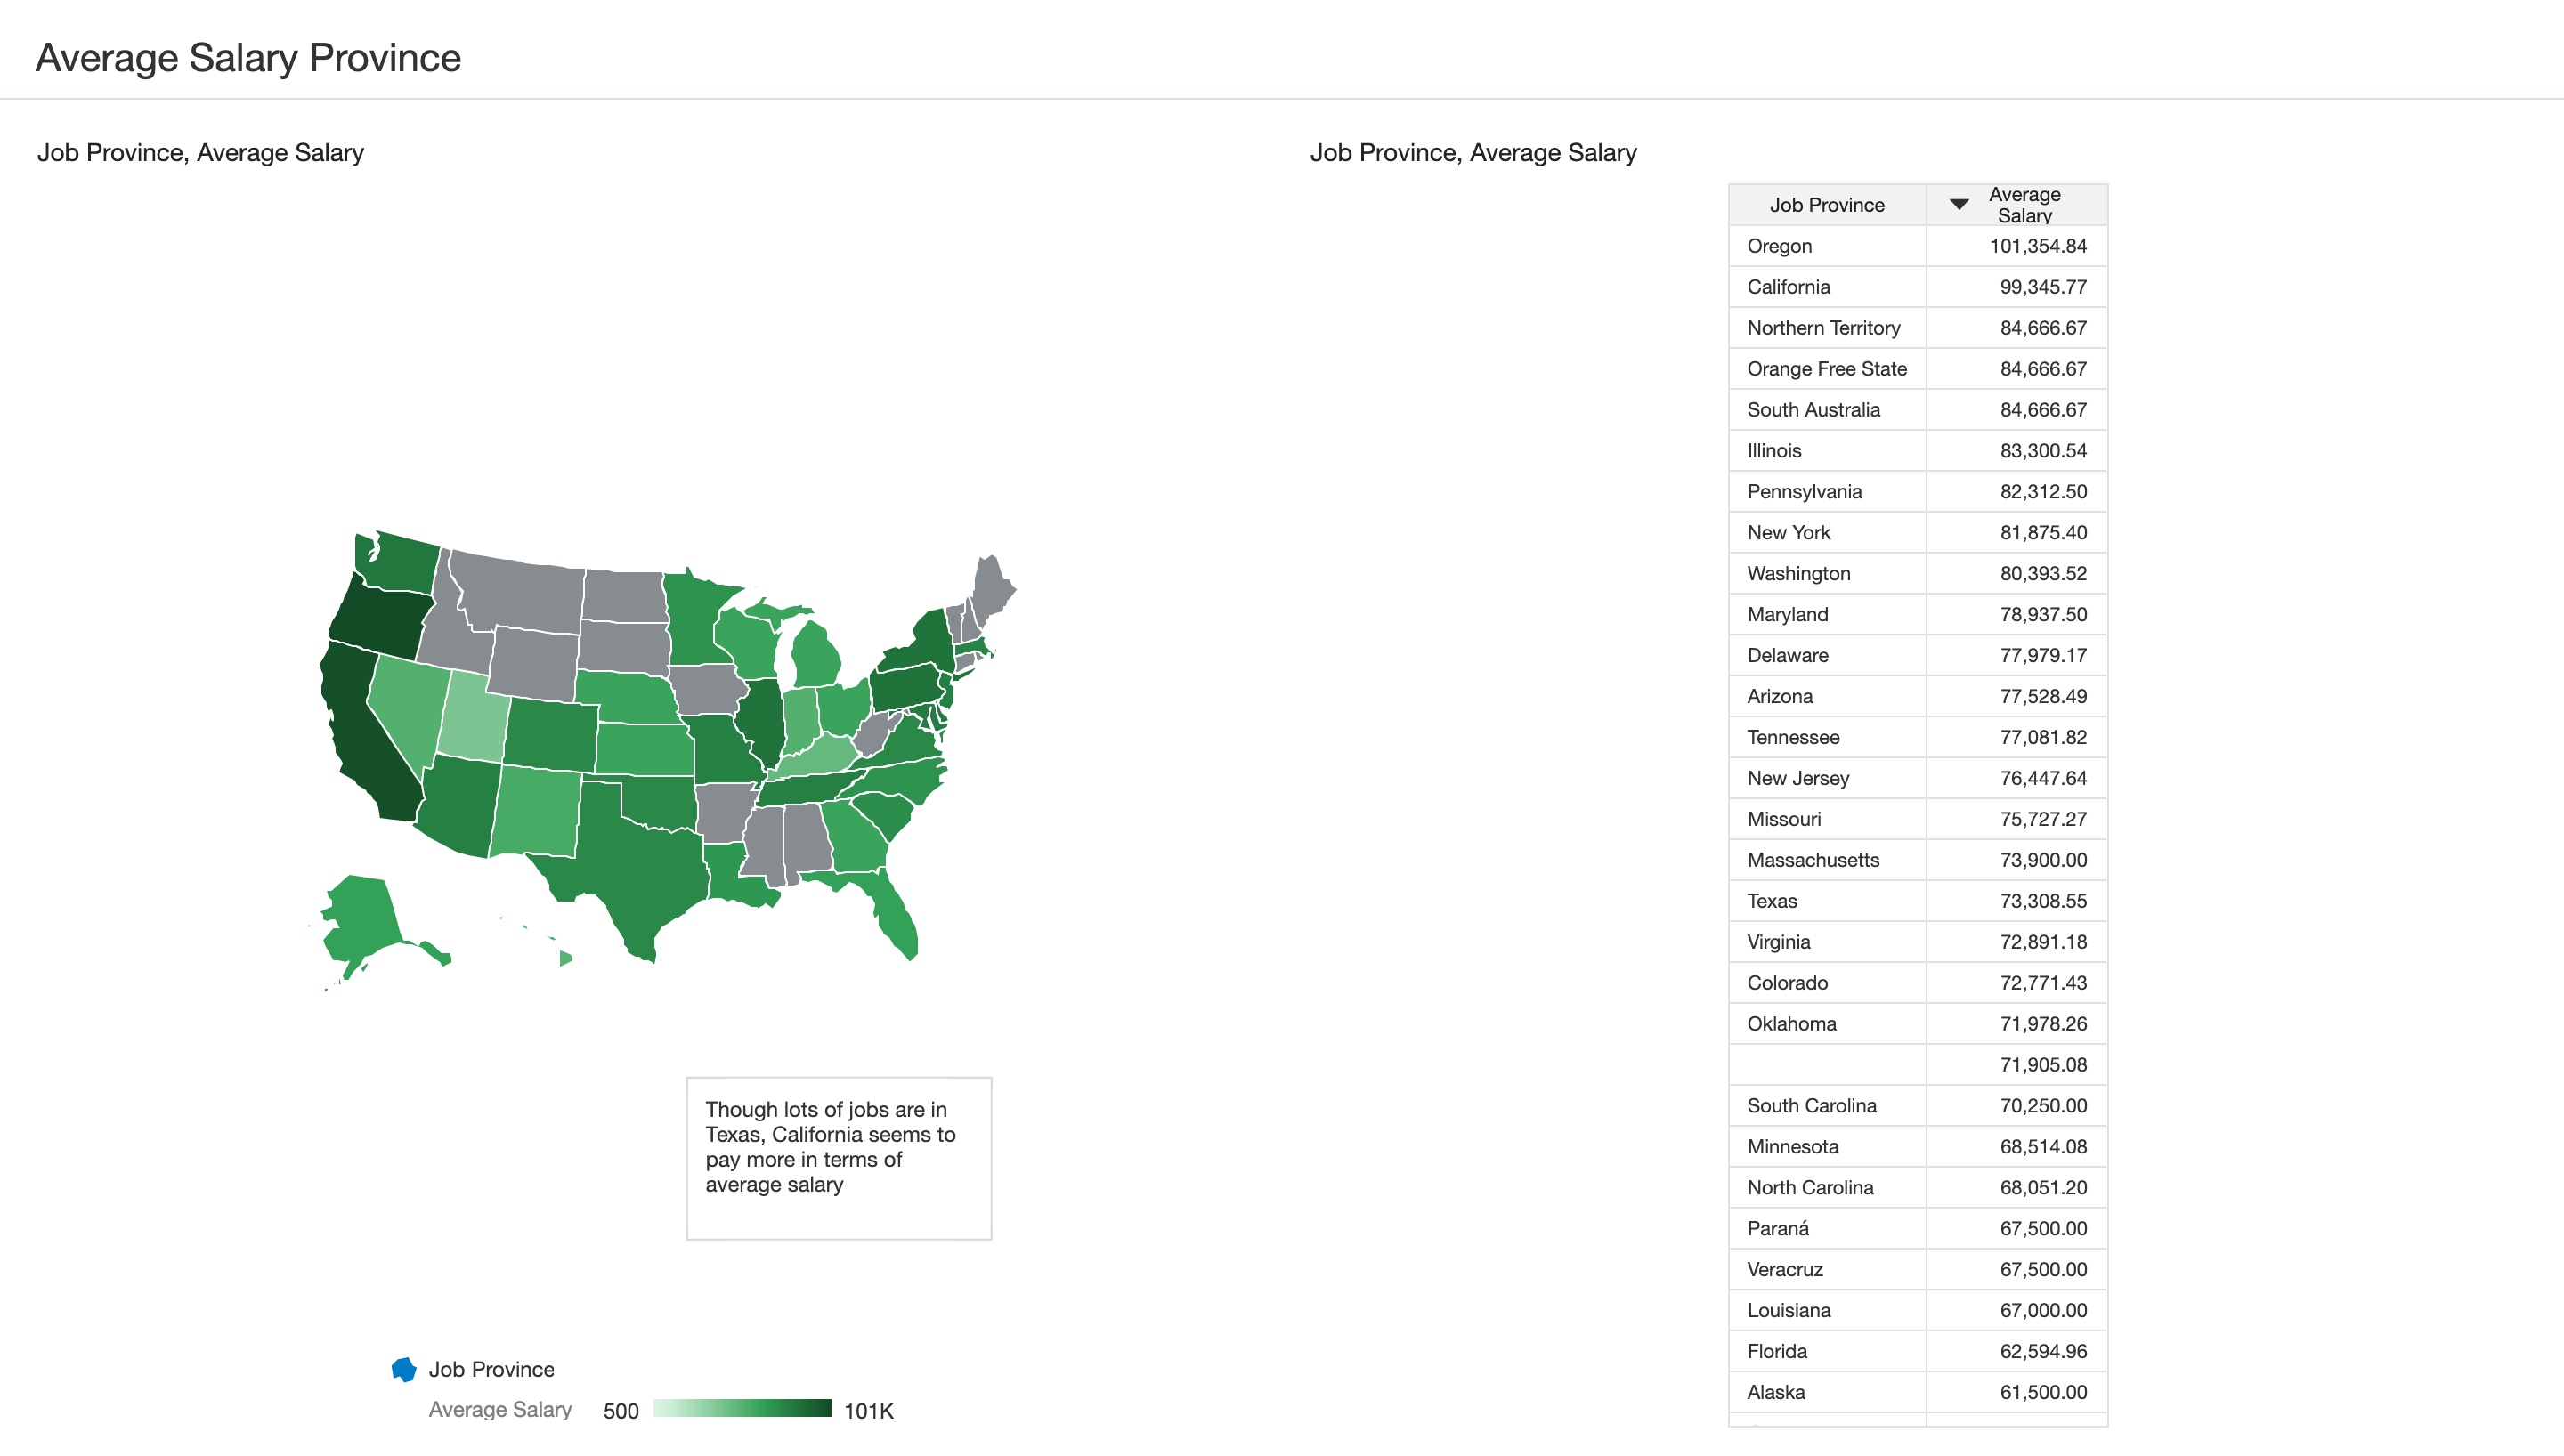 Average Salary Province
Job Province, Average Salary
Though lots of jobs are in
Texas, California seems to
pay more in terms of
average salary
Job Province
Average Salary 500 101K
Job Province, Average Salary
Job Province Average Salary
Oregon 101,354.84
California 99,345.77
Northern Territory 84,666.67
Orange Free State 84,666.67
South Australia 84,666.67
Illinois 83,300.54
Pennsylvania 82,312.50
New York 81,875.40
Washington 80,393.52
Maryland 78,937.50
Delaware 77,979.17
Arizona 77,528.49
Tennessee 77,081.82
New Jersey 76,447.64
Missouri 75,727.27
Massachusetts 73,900.00
Texas 73,308.55
Virginia 72,891.18
Colorado 72,771.43
Oklahoma 71,978.26
71,905.08
South Carolina 70,250.00
Minnesota 68,514.08
North Carolina 68,051.20
Paraná 67,500.00
Veracruz 67,500.00
Louisiana 67,000.00
Florida 62,594.96
Alaska 61,500.00